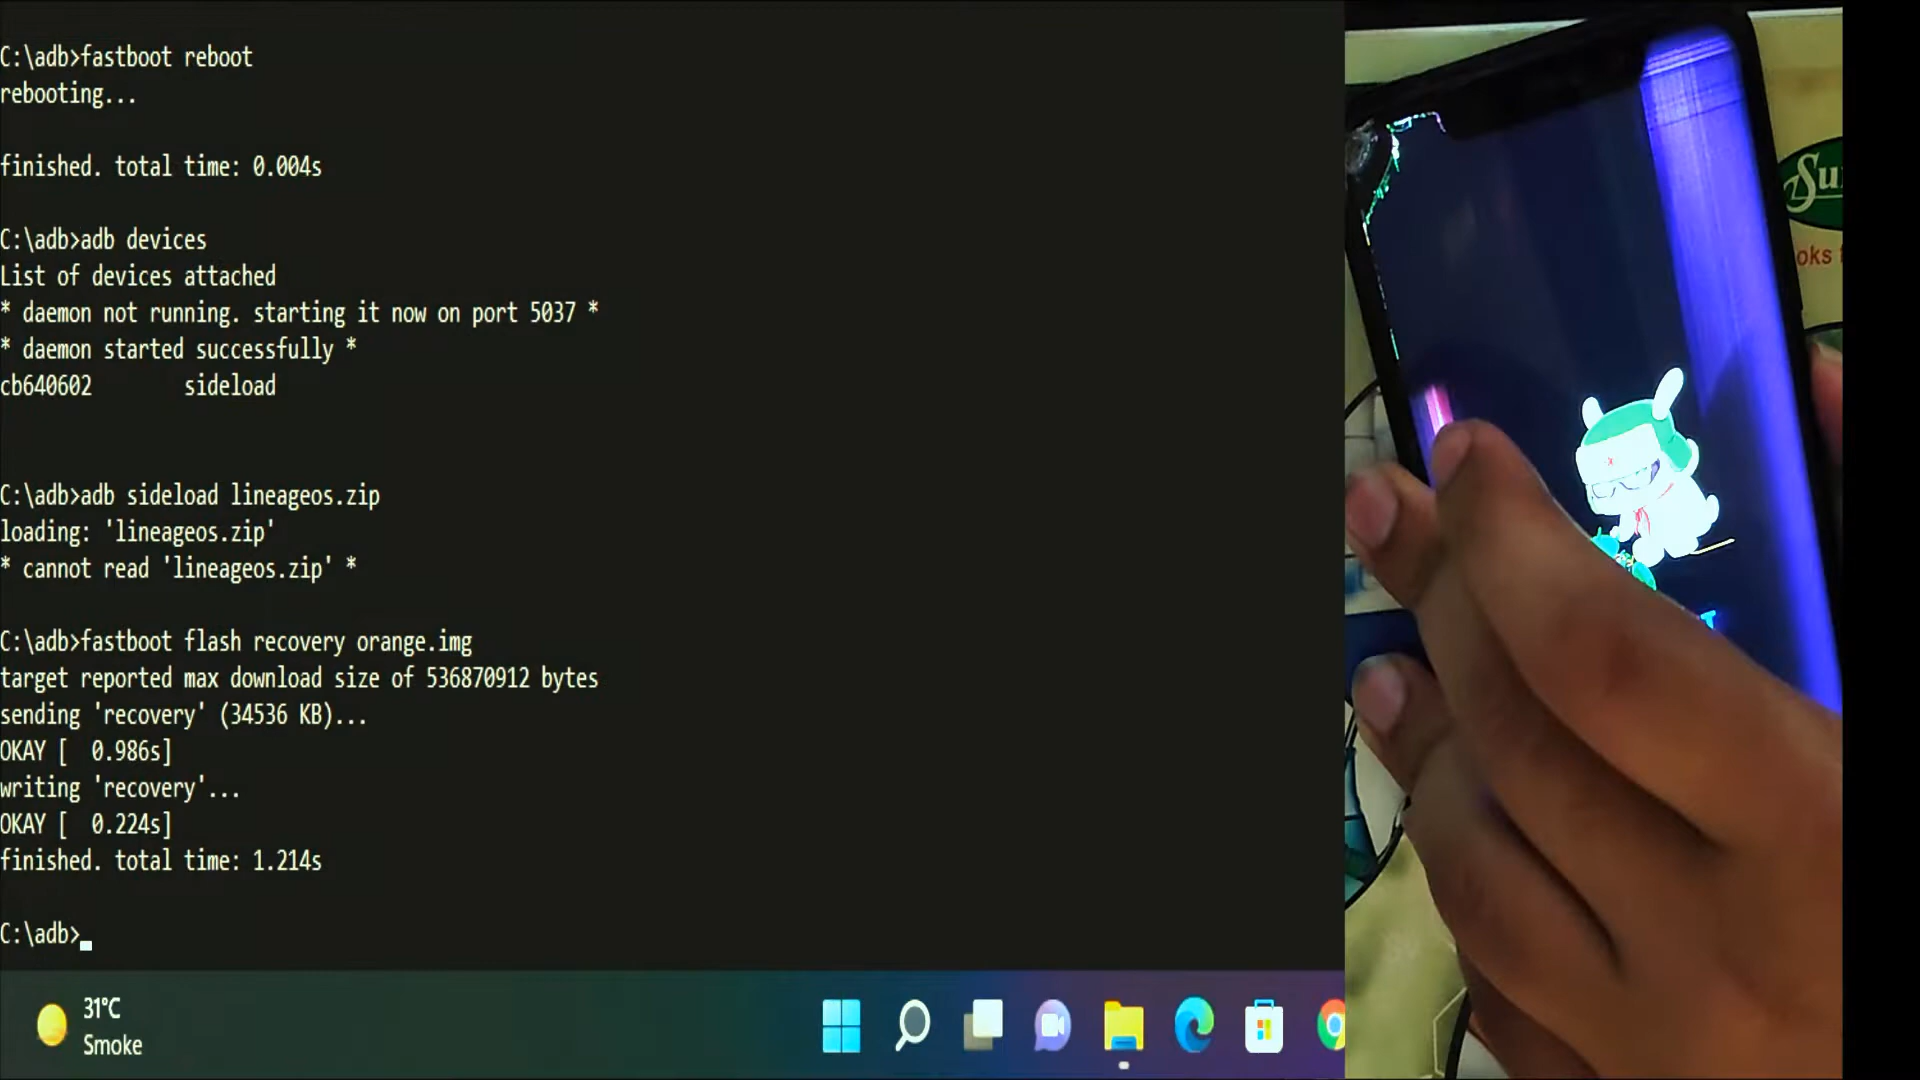 C:\adb>fastboot reboot
rebooting...
finished. total time: 0.004s
C:\adb>adb devices
List of devices attached
* daemon not running. starting it now on port 5037 *
* daemon started successfully *
cb640602 sideload
C:\adb>adb sideload lineageos.zip
loading: 'lineageos.zip'
* cannot read 'lineageos.zip' *
C:\adb>fastboot flash recovery orange.img
target reported max download size of 536870912 bytes
sending 'recovery' (34536 KB)...
OKAY [ 0.986s]
writing 'recovery'...
OKAY [ 0.224s]
finished. total time: 1.214s
C:\adb>
31°C
Smoke
Su
oks
T